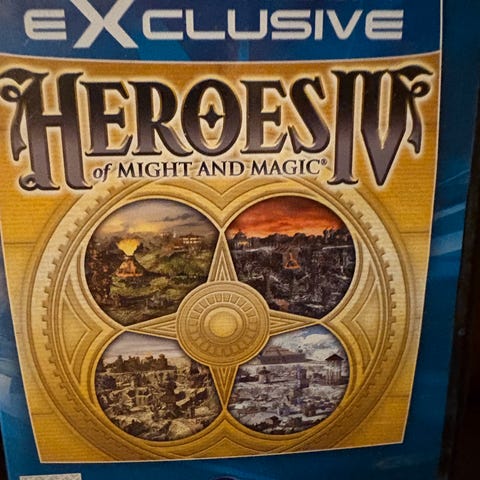 eXCLUSIVE
HEROES IV
of MIGHT AND MAGIC®